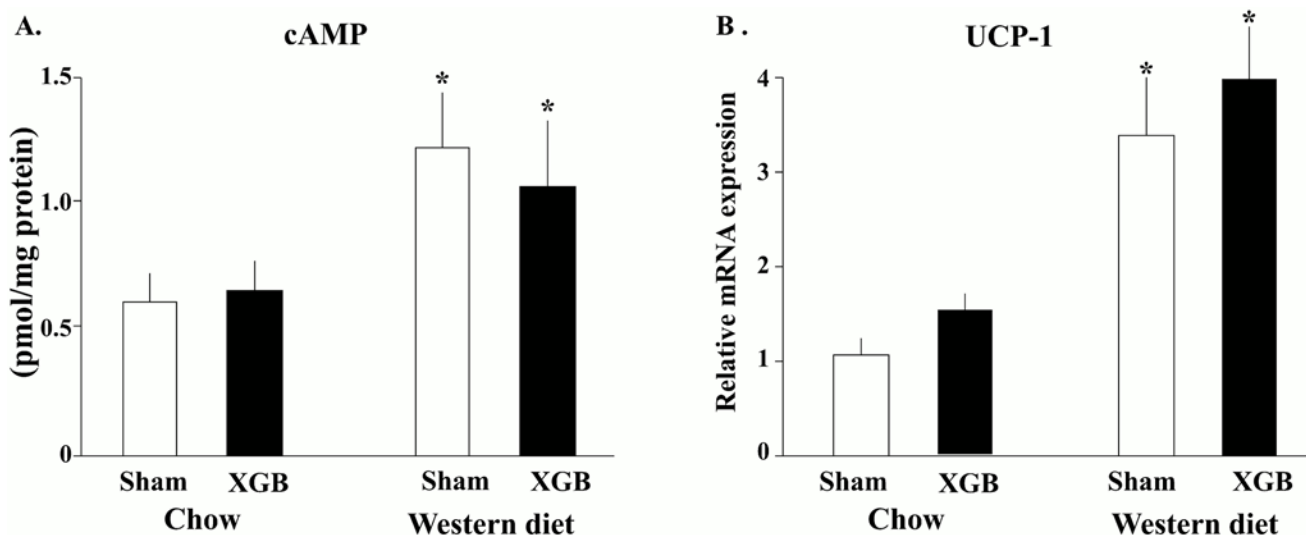 A.
cAMP
(pmol/mg protein)
1.5
1.0
0.5
0
*
*
Sham XGB Sham XGB
Chow Western diet
B .
UCP-1
Relative mRNA expression
4
3
2
1
0
*
*
Sham XGB Sham XGB
Chow Western diet